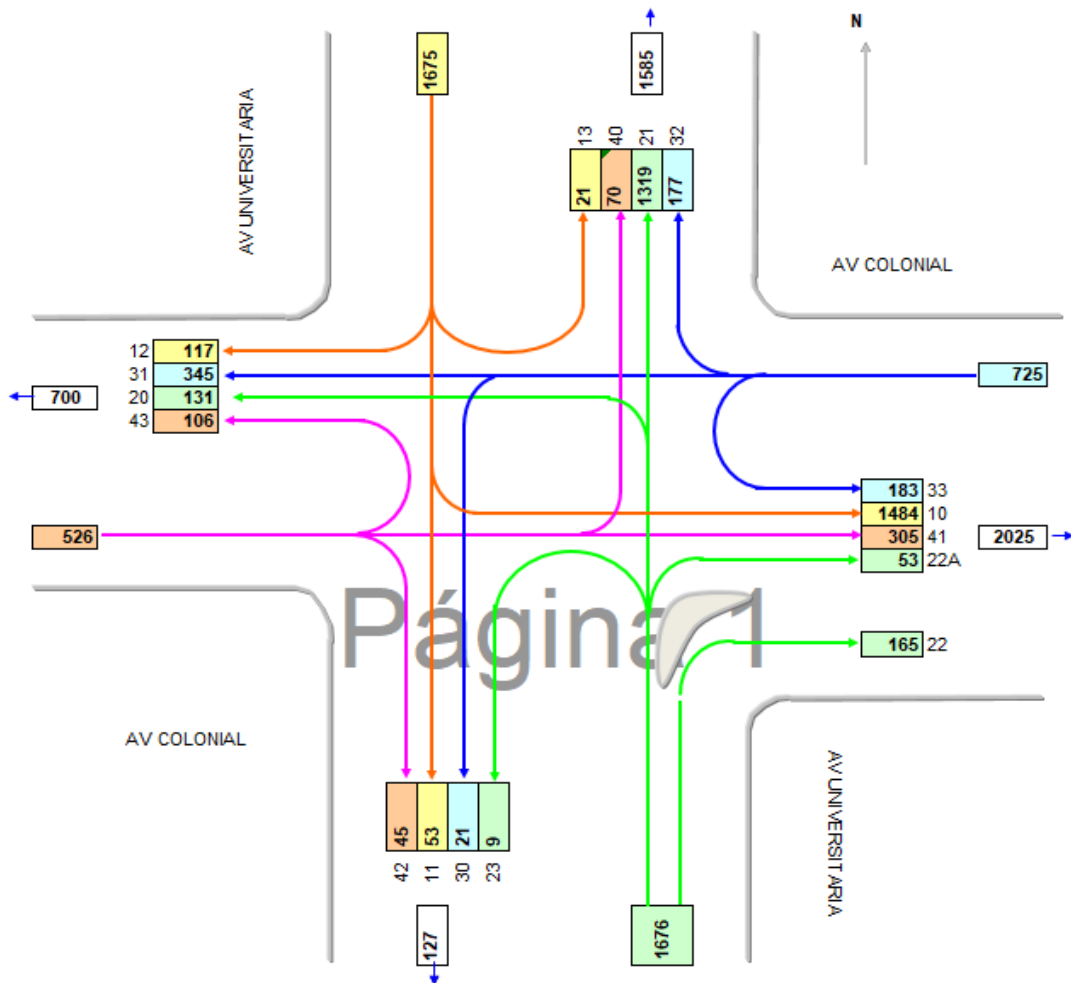 N
1675
1585
13 40 21 32
21 70 1319 177
AV UNIVERSITARIA
AV COLONIAL
12 117
31 345
700
20 131
43 106
725
183 33
1484 10
526
305 41
2025
53 22A
Página 1
165 22
AV COLONIAL
AV UNIVERSITARIA
45 53 21 9
42 11 30 23
127
1676